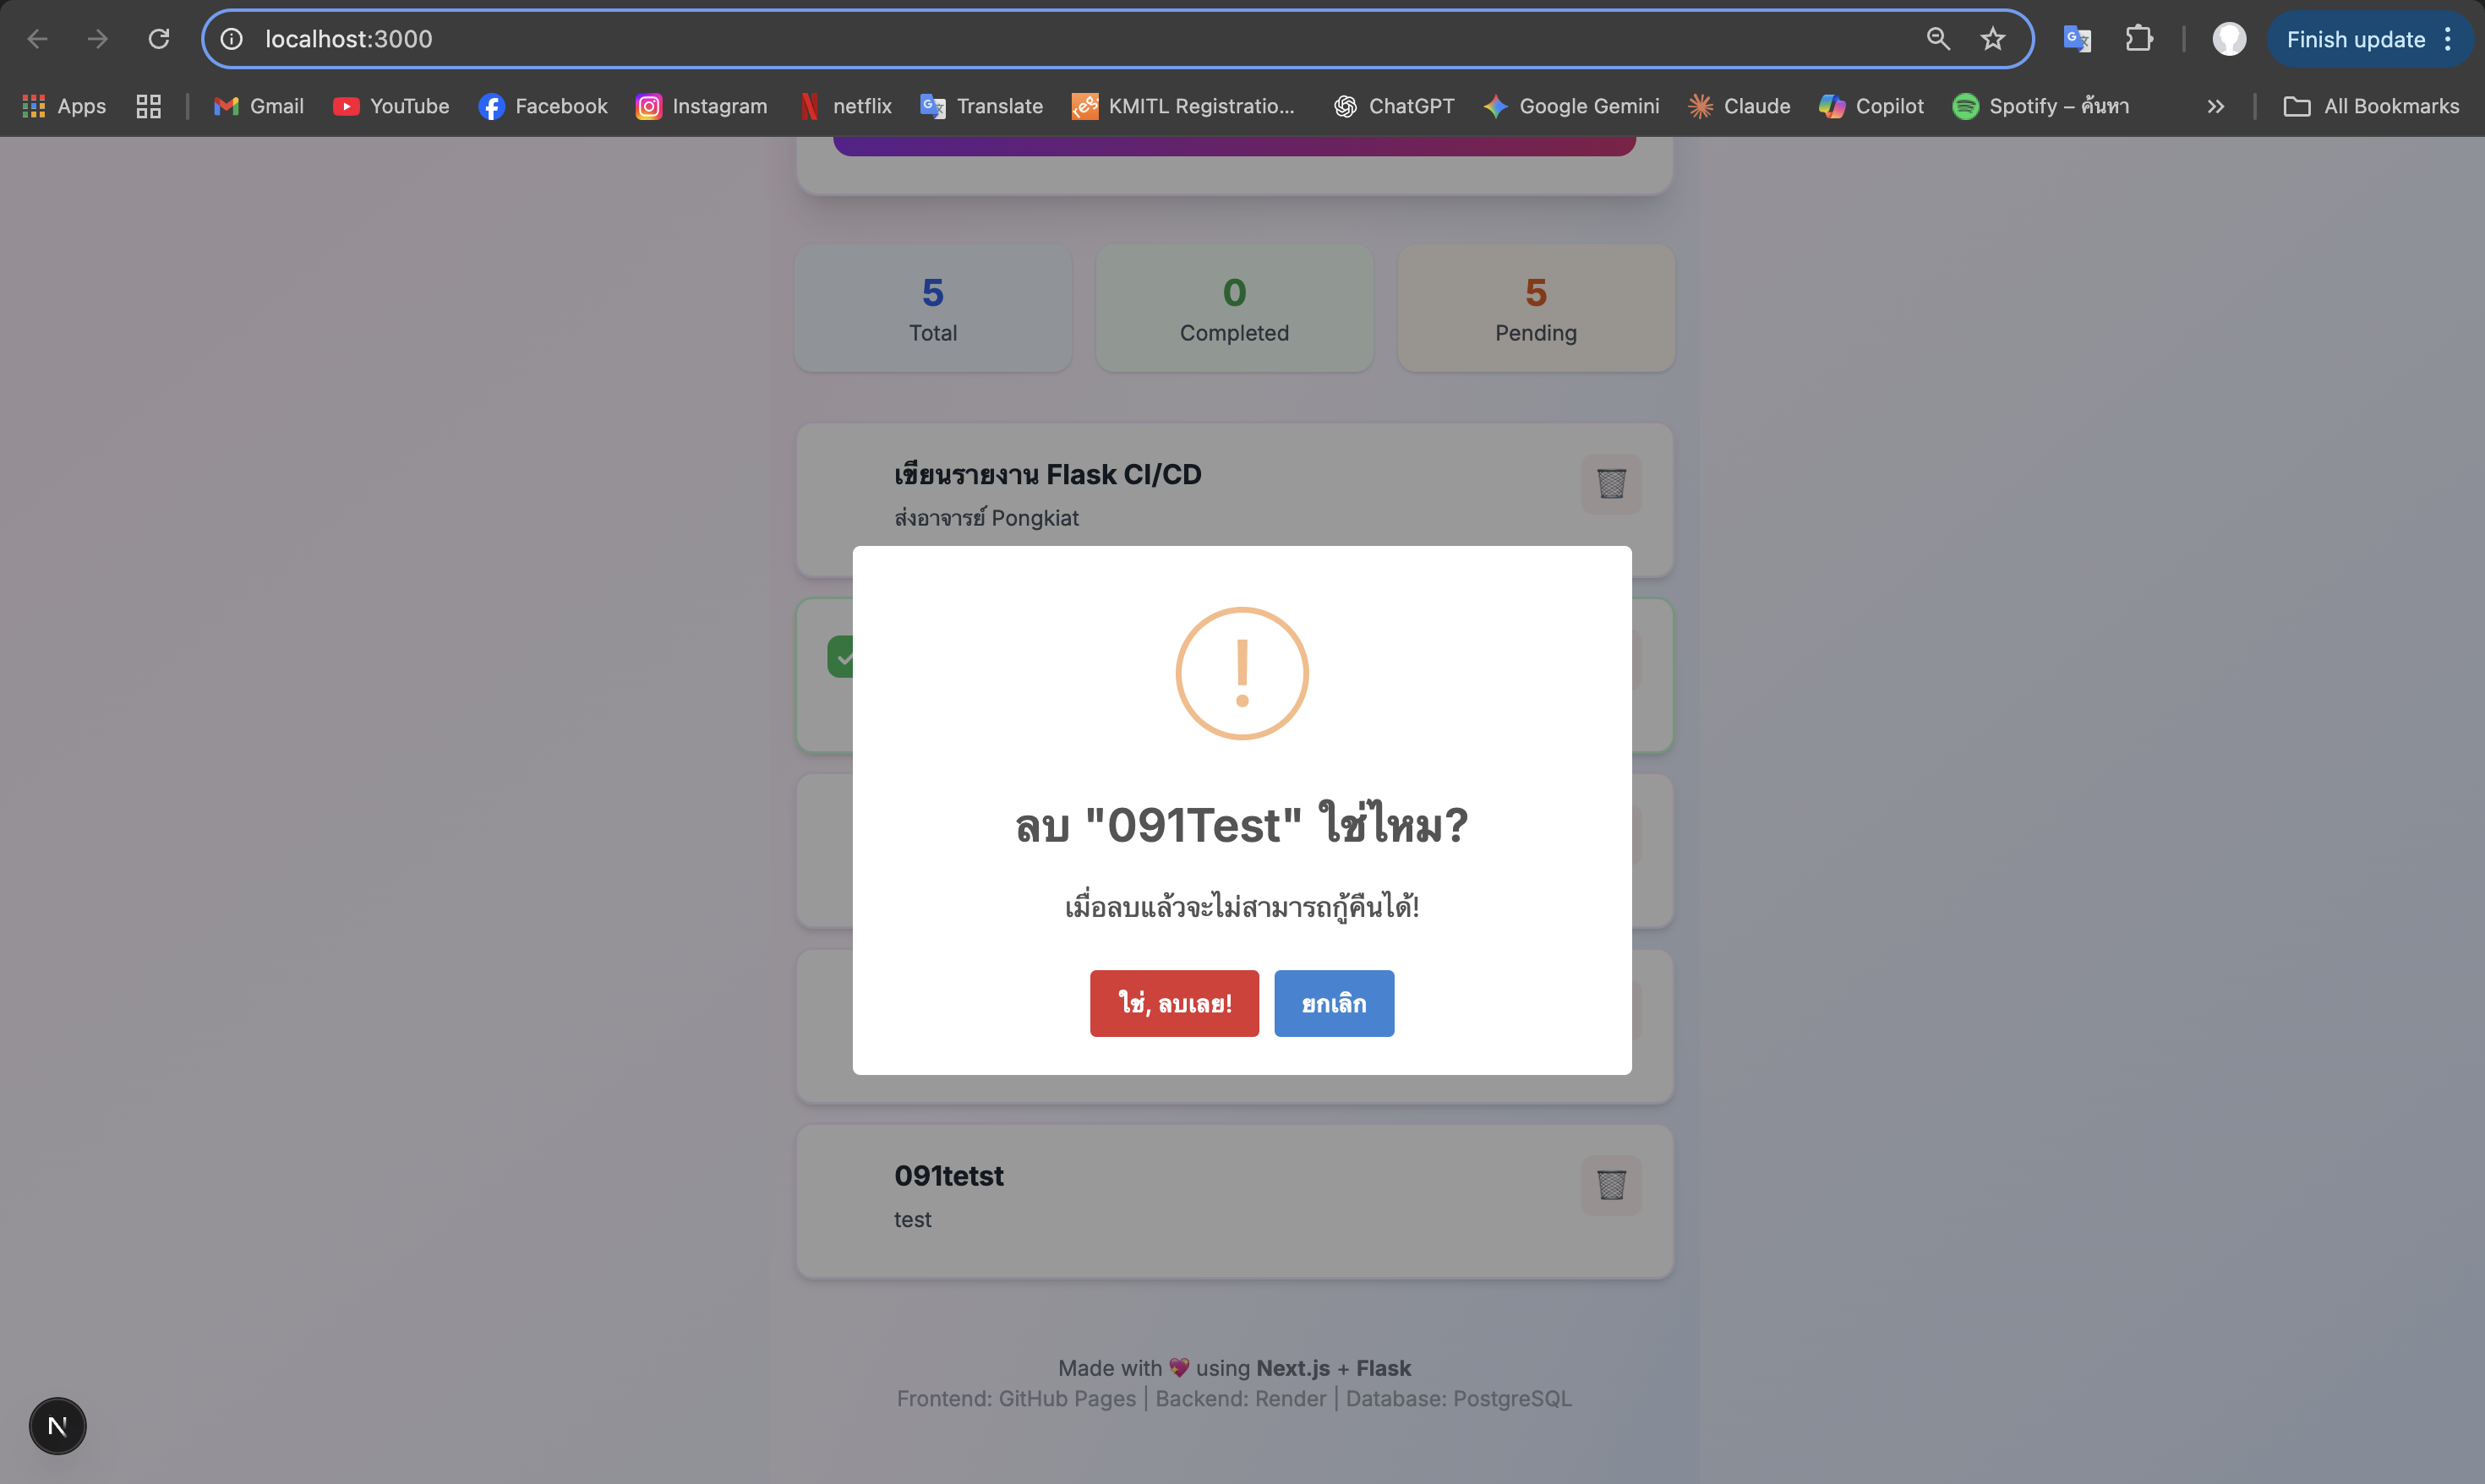 localhost:3000
Finish update
Apps
Gmail
YouTube
Facebook
Instagram
netflix
Translate
KMITL Registratio...
ChatGPT
Google Gemini
Claude
Copilot
Spotify – ค้นหา
All Bookmarks
5
Total
0
Completed
5
Pending
เขียนรายงาน Flask CI/CD
ส่งอาจารย์ Pongkiat
!
ลบ "091Test" ใช่ไหม?
เมื่อลบแล้วจะไม่สามารถกู้คืนได้!
ใช่, ลบเลย!
ยกเลิก
091tetst
test
Made with 💖 using Next.js + Flask
Frontend: GitHub Pages | Backend: Render | Database: PostgreSQL
N